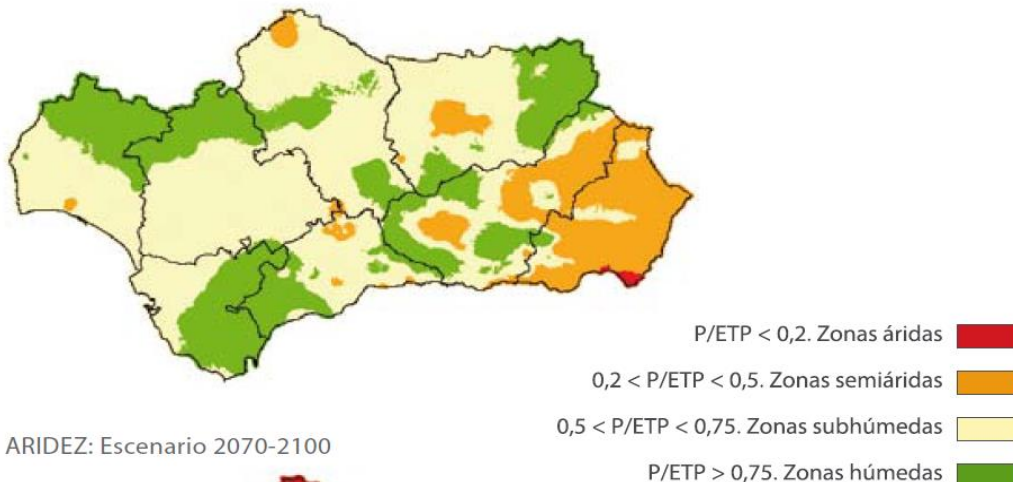 P/ETP < 0,2. Zonas áridas
0,2 < P/ETP < 0,5. Zonas semiáridas
0,5 < P/ETP < 0,75. Zonas subhúmedas
P/ETP > 0,75. Zonas húmedas
ARIDEZ: Escenario 2070-2100